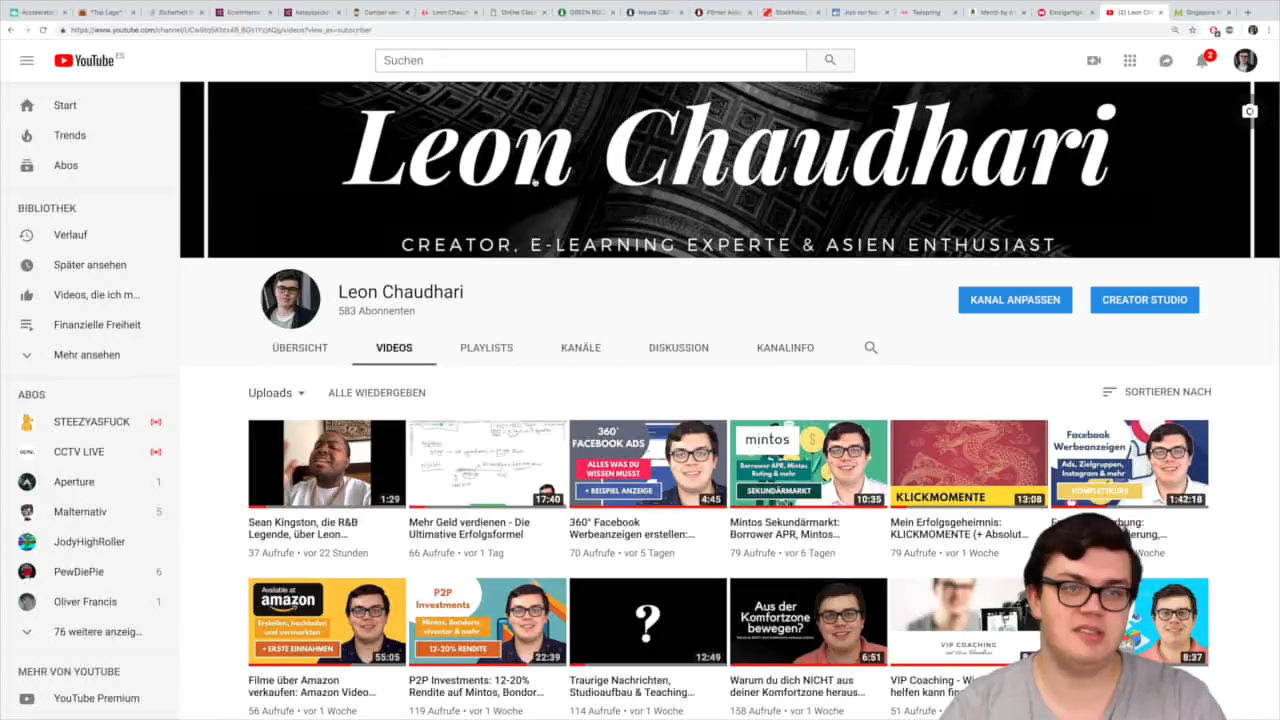 https://www.youtube.com/channel/
YouTube ES
Suchen
2
Start
Trends
Abos
BIBLIOTHEK
Verlauf
Später ansehen
Videos, die ich m...
Finanzielle Freiheit
Mehr ansehen
ABOS
STEEZYASFUCK
CCTV LIVE
Aperture 1
Malternativ 5
JodyHighRoller
PewDiePie 6
Oliver Francis 1
76 weitere anzeig...
MEHR VON YOUTUBE
YouTube Premium
Leon Chaudhari
CREATOR, E-LEARNING EXPERTE & ASIEN ENTHUSIAST
Leon Chaudhari
583 Abonnenten
KANAL ANPASSEN
CREATOR STUDIO
ÜBERSICHT VIDEOS PLAYLISTS KANÄLE DISKUSSION KANALINFO
Uploads ALLE WIEDERGEBEN
SORTIEREN NACH
1:29
17:40
360°
FACEBOOK ADS
ALLES WAS DU
WISSEN MUSST
+ BEISPIEL ANZEIGE
4:45
mintos
Borrower APR, Mintos
Rating & mehr
SEKUNDÄRMARKT
10:35
KLICKMOMENTE
13:08
Facebook
Werbeanzeigen
Ads, Zielgruppen,
Instagram & mehr
KOMPLETTKURS
1:42:18
Sean Kingston, die R&B
Legende, über Leon...
37 Aufrufe • vor 22 Stunden
Mehr Geld verdienen - Die
Ultimative Erfolgsformel
66 Aufrufe • vor 1 Tag
360° Facebook
Werbeanzeigen erstellen:...
70 Aufrufe • vor 5 Tagen
Mintos Sekundärmarkt:
Borrower APR, Mintos...
79 Aufrufe • vor 6 Tagen
Mein Erfolgsgeheimnis:
KLICKMOMENTE (+ Absolut...
79 Aufrufe • vor 1 Woche
Woche
Available at
amazon
Erstellen, hochladen
und vermarkten
+ ERSTE EINNAHMEN
55:05
P2P
Investments
Mintos, Bondora,
viventor & mehr
12-20% RENDITE
22:39
?
12:49
Aus der
Komfortzone
bewegen?
6:51
VIP COACHING
8:37
Filme über Amazon
verkaufen: Amazon Video...
56 Aufrufe • vor 1 Woche
P2P Investments: 12-20%
Rendite auf Mintos, Bondor...
119 Aufrufe • vor 1 Woche
Traurige Nachrichten,
Studioaufbau & Teaching...
114 Aufrufe • vor 1 Woche
Warum du dich NICHT aus
deiner Komfortzone heraus...
158 Aufrufe • vor 1 Woche
VIP Coaching - Wi
helfen kann fin
51 Aufrufe • vor